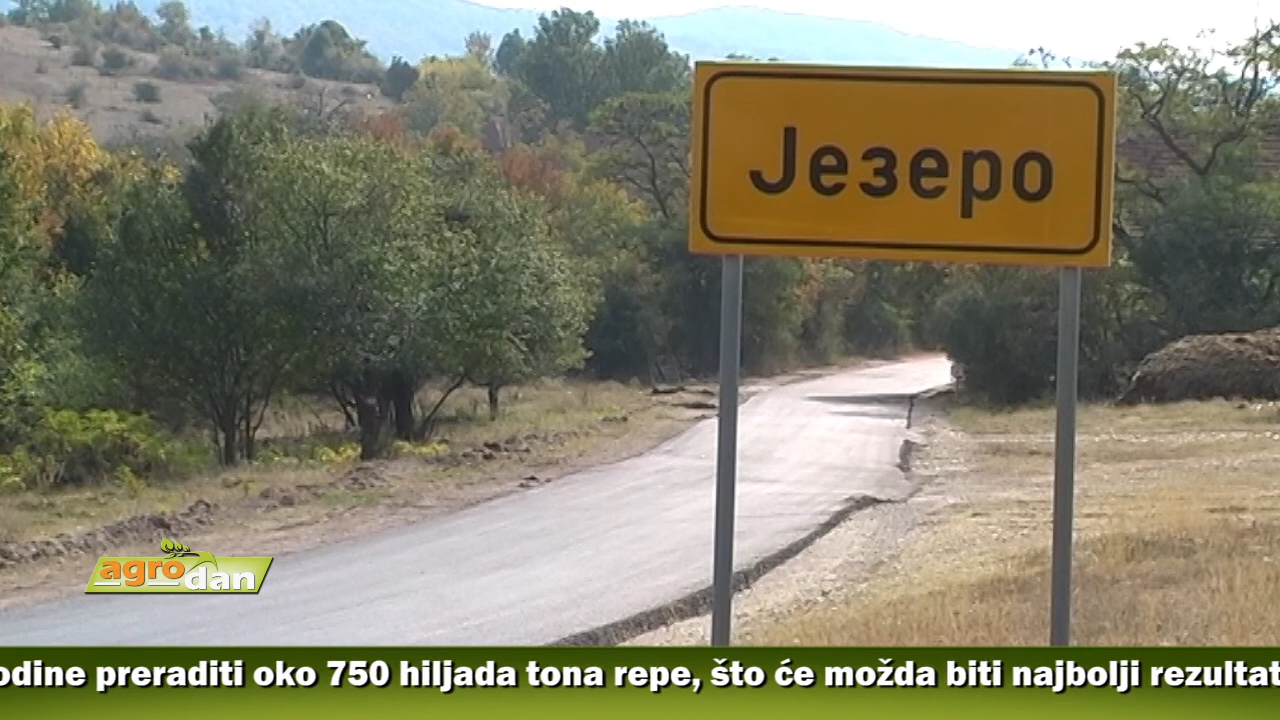 Језеро
agro
dan
odine preraditi oko 750 hiljada tona repe, što će možda biti najbolji rezultat